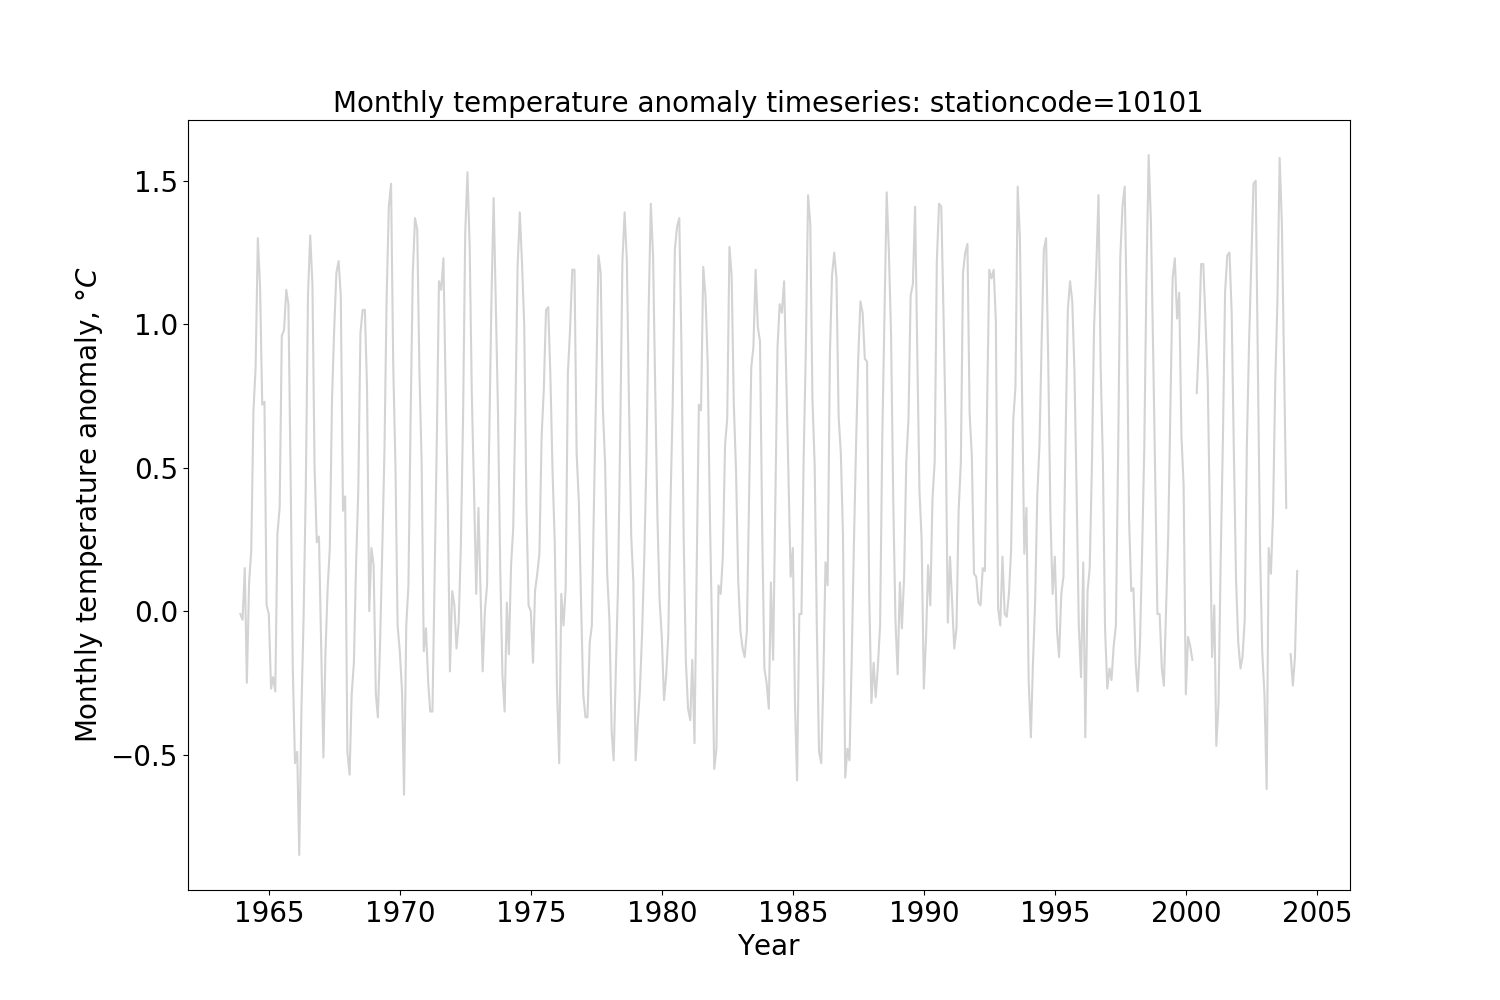 Monthly temperature anomaly timeseries: stationcode=10101
Monthly temperature anomaly, °C
1.5
1.0
0.5
0.0
−0.5
1965 1970 1975 1980 1985 1990 1995 2000 2005
Year